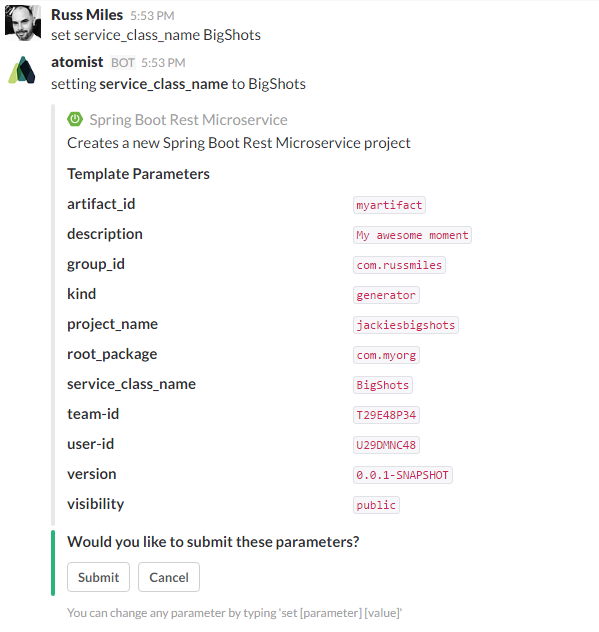 Russ Miles 5:53 PM
set service_class_name BigShots
atomist BOT 5:53 PM
setting service_class_name to BigShots
Spring Boot Rest Microservice
Creates a new Spring Boot Rest Microservice project
Template Parameters
artifact_id myartifact
description My awesome moment
group_id com.russmiles
kind generator
project_name jackiesbigshots
root_package com.myorg
service_class_name BigShots
team-id T29E48P34
user-id U29DMNC48
version 0.0.1-SNAPSHOT
visibility public
Would you like to submit these parameters?
Submit Cancel
You can change any parameter by typing 'set [parameter] [value]'